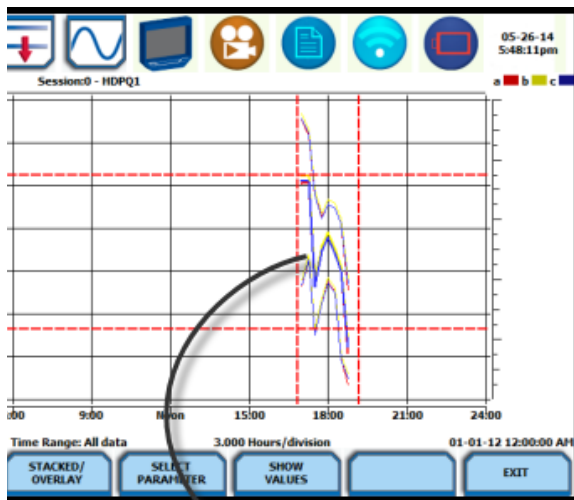 05-26-14
5:48:11pm
Session:0 - HDPQ1
a b c
9:00 Noon 15:00 18:00 21:00 24:00
Time Range: All data 3.000 Hours/division 01-01-12 12:00:00 AM
STACKED/
OVERLAY
SELECT
PARAMETER
SHOW
VALUES
EXIT